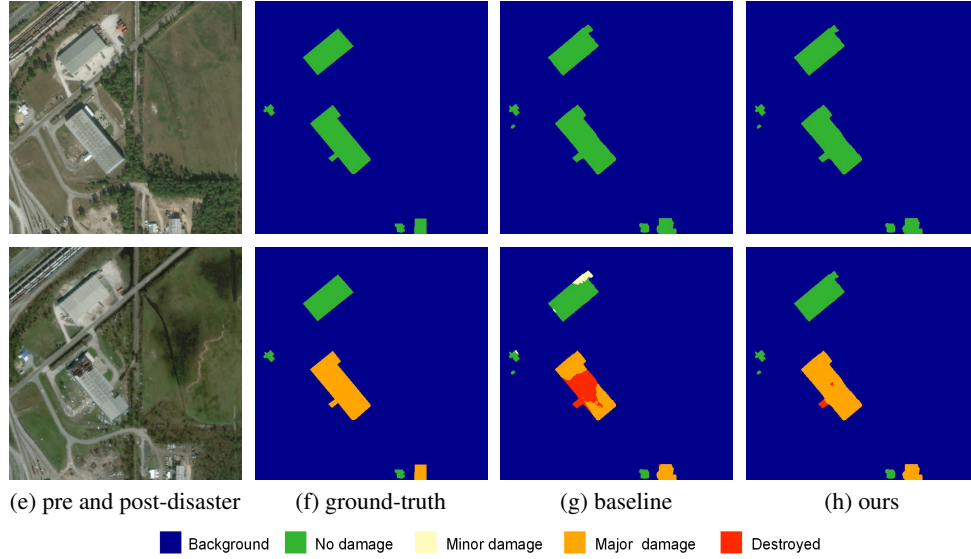 (e) pre and post-disaster (f) ground-truth (g) baseline (h) ours
Background No damage Minor damage Major damage Destroyed